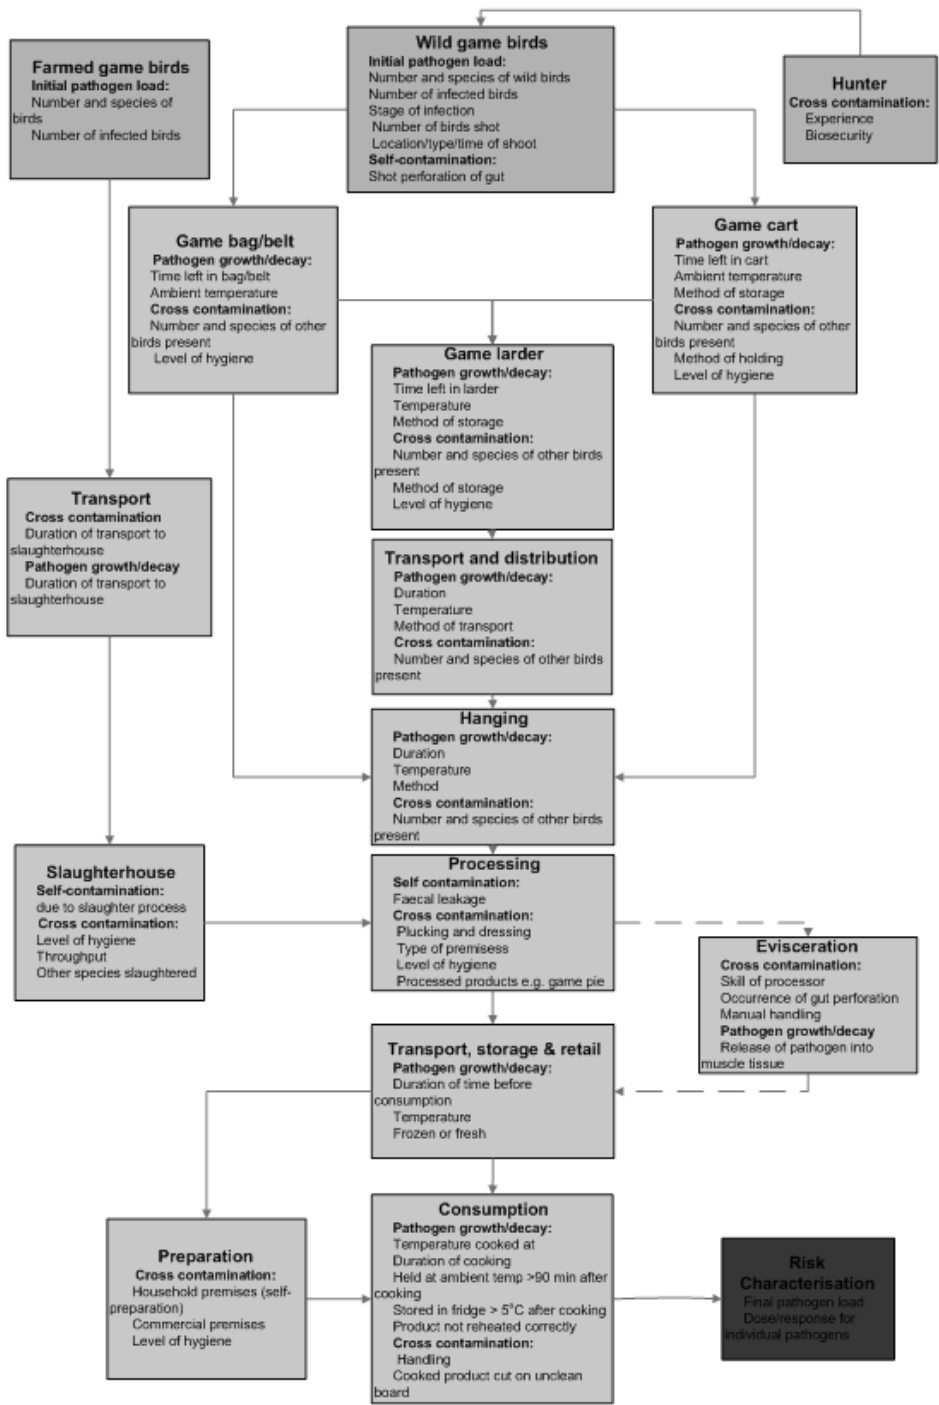 Farmed game birds
Initial pathogen load:
Number and species of
birds
Number of infected birds
Wild game birds
Initial pathogen load:
Number and species of wild birds
Number of infected birds
Stage of infection
Number of birds shot
Location/type/time of shoot
Self-contamination:
Shot perforation of gut
Hunter
Cross contamination:
Experience
Biosecurity
Game bag/belt
Pathogen growth/decay:
Time left in bag/belt
Ambient temperature
Cross contamination:
Number and species of other
birds present
Level of hygiene
Game cart
Pathogen growth/decay:
Time left in cart
Ambient temperature
Method of storage
Cross contamination:
Number and species of other
birds present
Method of holding
Level of hygiene
Game larder
Pathogen growth/decay:
Time left in larder
Temperature
Method of storage
Cross contamination:
Number and species of other birds
present
Method of storage
Level of hygiene
Transport
Cross contamination
Duration of transport to
slaughterhouse
Pathogen growth/decay
Duration of transport to
slaughterhouse
Transport and distribution
Pathogen growth/decay:
Duration
Temperature
Method of transport
Cross contamination:
Number and species of other birds
present
Hanging
Pathogen growth/decay:
Duration
Temperature
Method
Cross contamination:
Number and species of other birds
present
Slaughterhouse
Self-contamination:
due to slaughter process
Cross contamination:
Level of hygiene
Throughput
Other species slaughtered
Processing
Self contamination:
Faecal leakage
Cross contamination:
Plucking and dressing
Type of premisess
Level of hygiene
Processed products e.g. game pie
Evisceration
Cross contamination:
Skill of processor
Occurrence of gut perforation
Manual handling
Pathogen growth/decay
Release of pathogen into
muscle tissue
Transport, storage & retail
Pathogen growth/decay:
Duration of time before
consumption
Temperature
Frozen or fresh
Preparation
Cross contamination:
Household premises (self-
preparation)
Commercial premises
Level of hygiene
Consumption
Pathogen growth/decay:
Temperature cooked at
Duration of cooking
Held at ambient temp >90 min after
cooking
Stored in fridge > 5°C after cooking
Product not reheated correctly
Cross contamination:
Handling
Cooked product cut on unclean
board
Risk
Characterisation
Final pathogen load
Dose/response for
individual pathogens